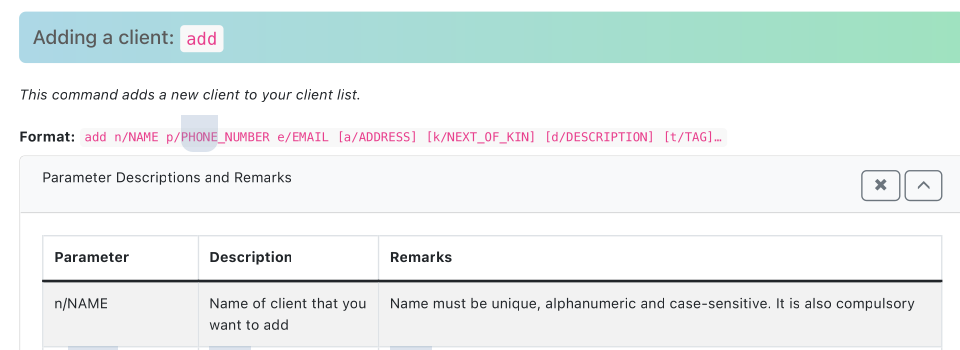 Adding a client: add
This command adds a new client to your client list.
Format: add n/NAME p/PHONE_NUMBER e/EMAIL [a/ADDRESS] [k/NEXT_OF_KIN] [d/DESCRIPTION] [t/TAG]…
Parameter Descriptions and Remarks
Parameter Description Remarks
n/NAME Name of client that you want to add Name must be unique, alphanumeric and case-sensitive. It is also compulsory